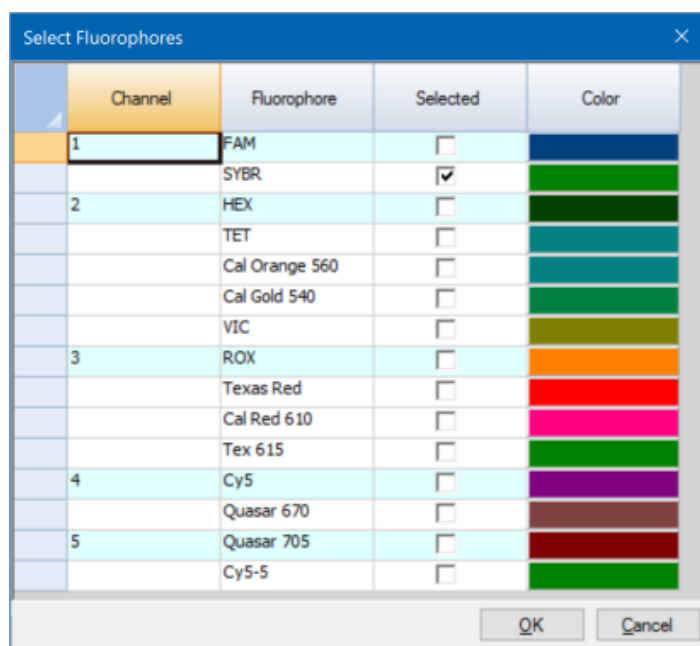 Select Fluorophores
Channel Fluorophore Selected Color
1 FAM
SYBR
2 HEX
TET
Cal Orange 560
Cal Gold 540
VIC
3 ROX
Texas Red
Cal Red 610
Tex 615
4 Cy5
Quasar 670
5 Quasar 705
Cy5-5
OK Cancel